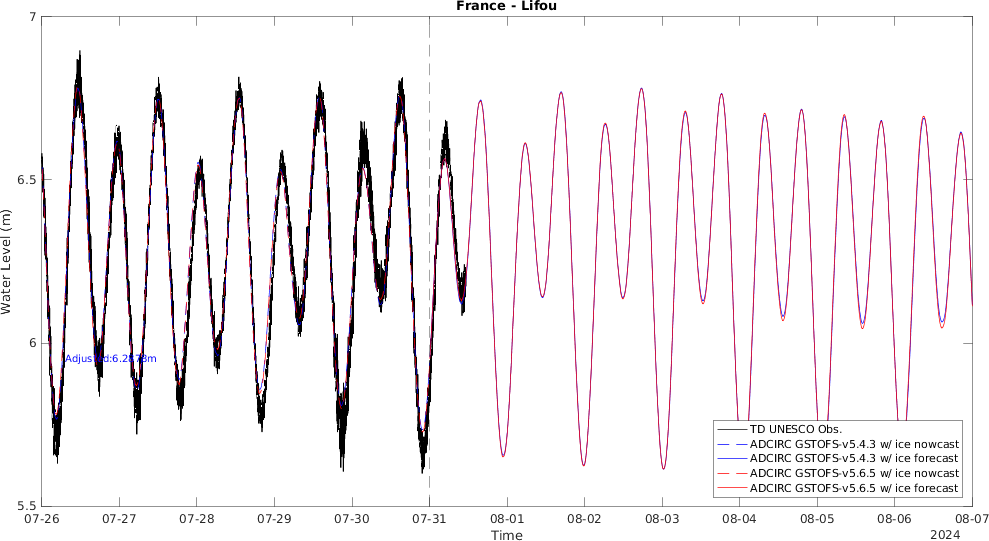 France - Lifou
7
6.5
6
5.5
Water Level (m)
Adjusted:6.2873m
TD UNESCO Obs.
ADCIRC GSTOFS-v5.4.3 w/ ice nowcast
ADCIRC GSTOFS-v5.4.3 w/ ice forecast
ADCIRC GSTOFS-v5.6.5 w/ ice nowcast
ADCIRC GSTOFS-v5.6.5 w/ ice forecast
07-26 07-27 07-28 07-29 07-30 07-31 08-01 08-02 08-03 08-04 08-05 08-06 08-07
Time
2024